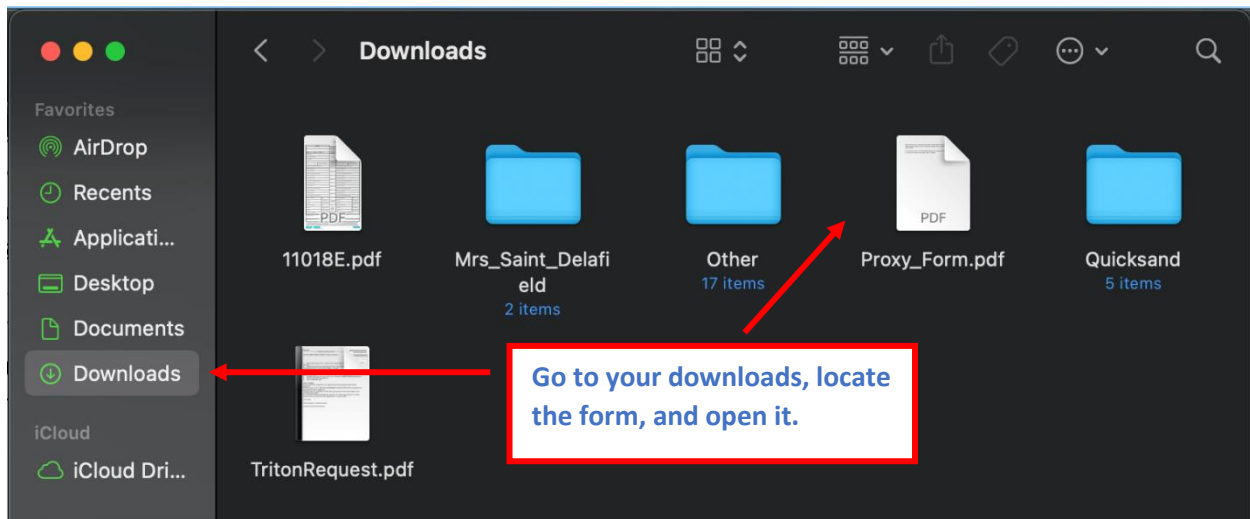 Downloads
Favorites
AirDrop
Recents
Applicati...
Desktop
Documents
Downloads
iCloud
iCloud Dri...
PDF
11018E.pdf
Mrs_Saint_Delafi
eld
2 items
Other
17 items
PDF
Proxy_Form.pdf
Quicksand
5 items
TritonRequest.pdf
Go to your downloads, locate
the form, and open it.